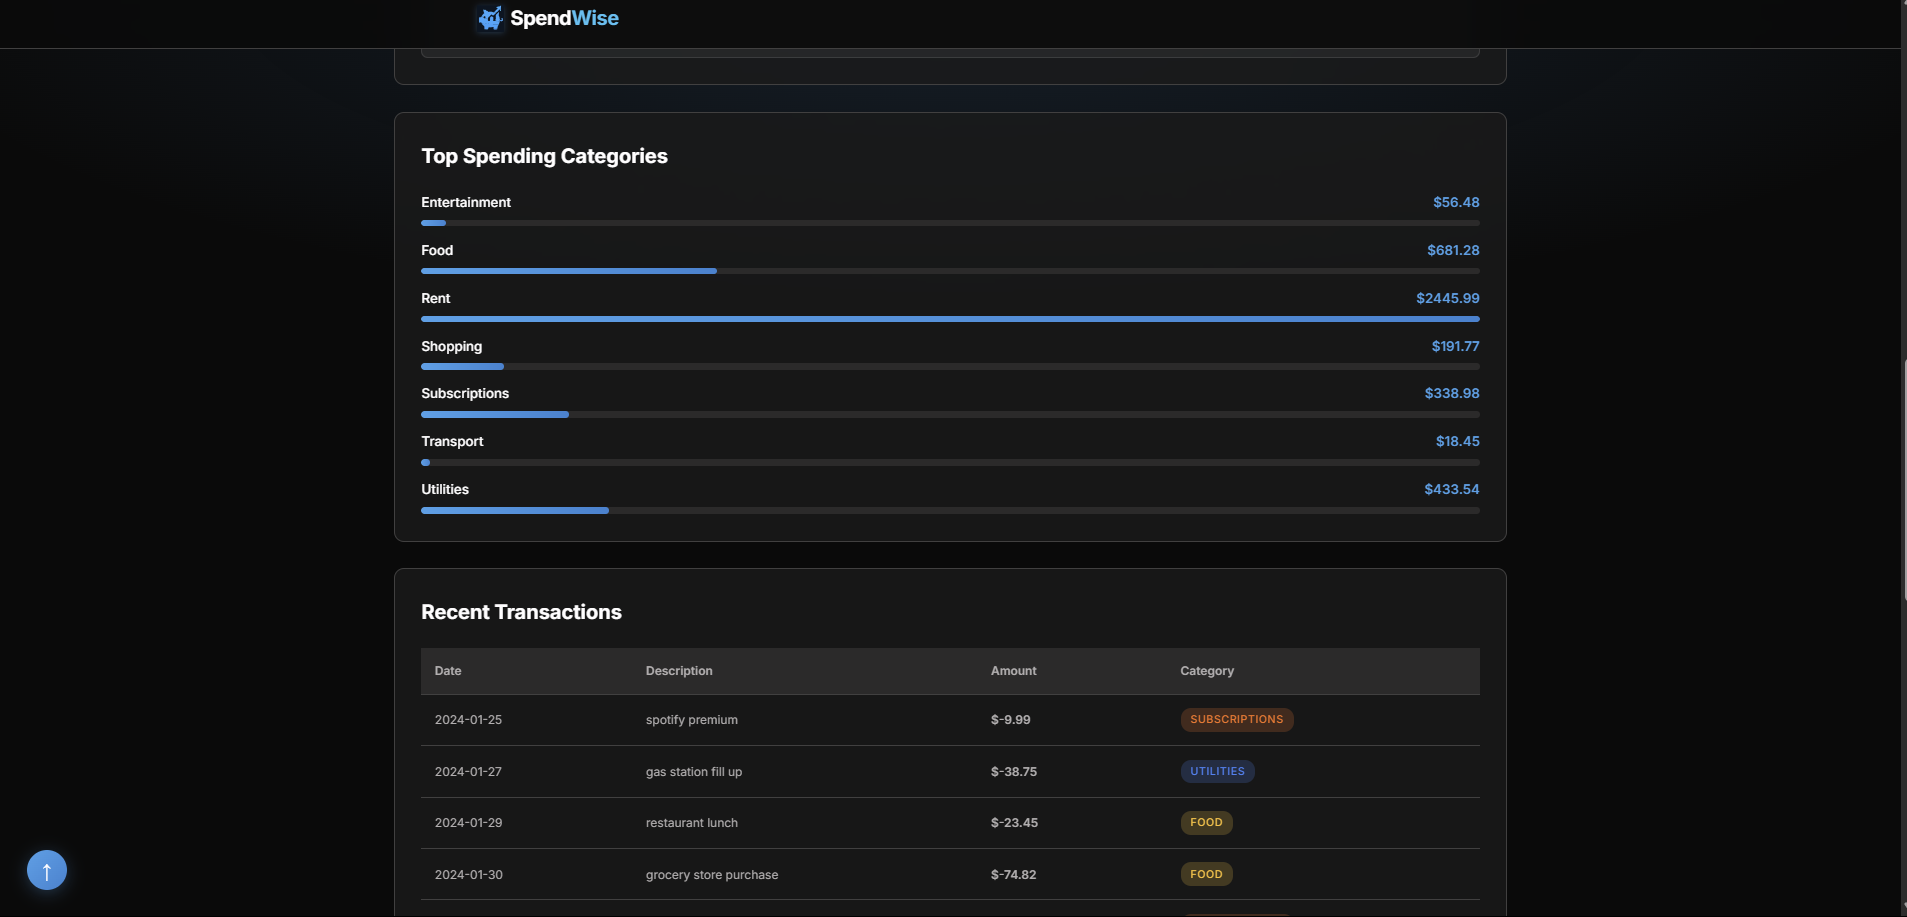 SpendWise
Top Spending Categories
Entertainment $56.48
Food $681.28
Rent $2445.99
Shopping $191.77
Subscriptions $338.98
Transport $18.45
Utilities $433.54
Recent Transactions
Date Description Amount Category
2024-01-25 spotify premium $-9.99 SUBSCRIPTIONS
2024-01-27 gas station fill up $-38.75 UTILITIES
2024-01-29 restaurant lunch $-23.45 FOOD
2024-01-30 grocery store purchase $-74.82 FOOD
↑